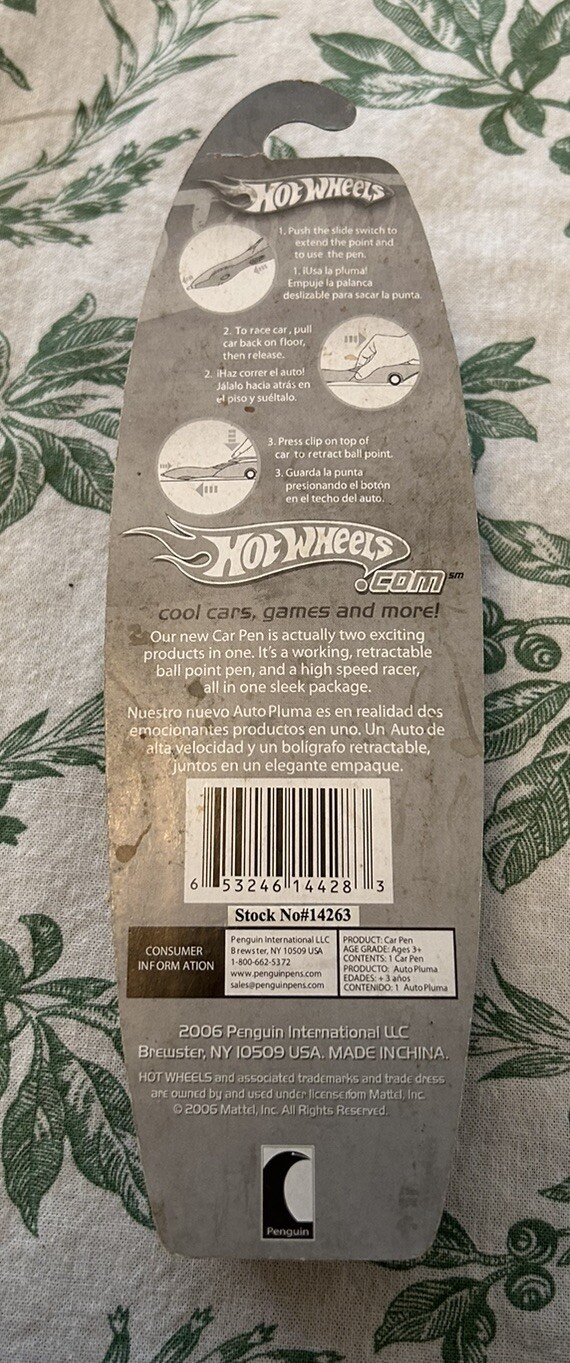 HOT WHEELS
1. Push the slide switch to
extend the point and
to use the pen.
1. ¡Usa la pluma!
Empuje la palanca
deslizable para sacar la punta.
2. To race car, pull
car back on floor,
then release.
2. ¡Haz correr el auto!
Jálalo hacia atrás en
el piso y suéltalo.
3. Press clip on top of
car to retract ball point.
3. Guarda la punta
presionando el botón
en el techo del auto.
HOT WHEELS
.com SM
cool cars, games and more!
Our new Car Pen is actually two exciting
products in one. It's a working, retractable
ball point pen, and a high speed racer,
all in one sleek package.
Nuestro nuevo Auto Pluma es en realidad dos
emocionantes productos en uno. Un Auto de
alta velocidad y un boligrafo retractable,
juntos en un elegante empaque.
6 53246 14428 3
Stock No#14263
CONSUMER
INFORMATION
Penguin International LLC
Brewster, NY 10509 USA
1-800-662-5372
www.penguinpens.com
sales@penguinpens.com
PRODUCT: Car Pen
AGE GRADE: Ages 3+
CONTENTS: 1 Car Pen
PRODUCTO: Auto Pluma
EDADES: + 3 años
CONTENIDO: 1 Auto Pluma
2006 Penguin International LLC
Brewster, NY 10509 USA. MADE IN CHINA.
HOT WHEELS and associated trademarks and trade dress
are owned by and used under license fom Mattel, Inc.
© 2006 Mattel, Inc. All Rights Reserved.
Penguin